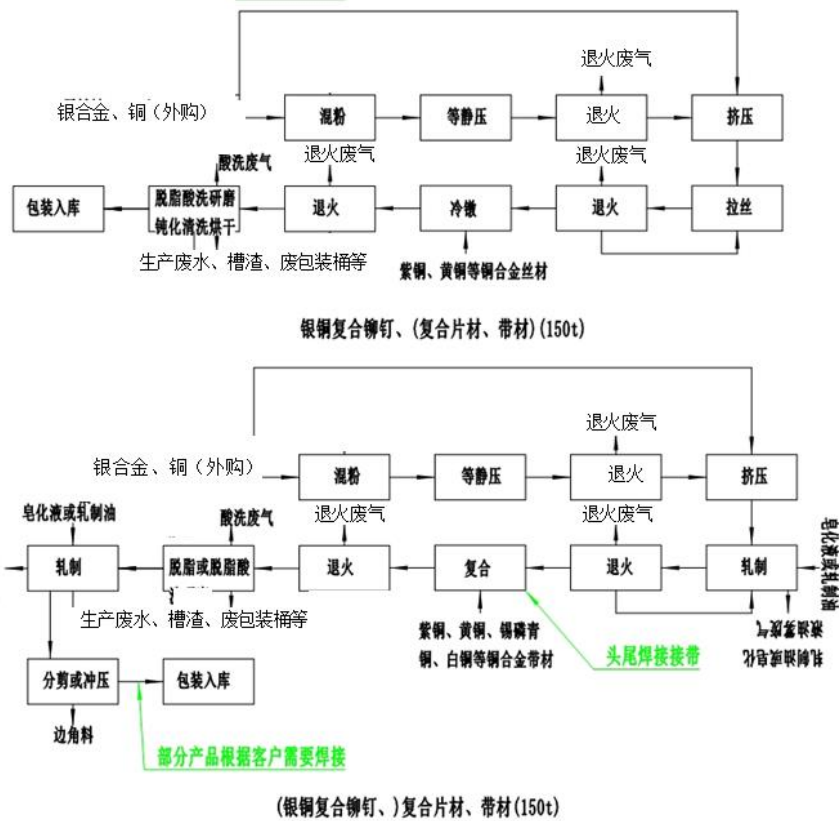 退火废气
银合金、铜（外购）
混粉
等静压
退火
挤压
酸洗废气
退火废气
退火废气
包装入库
脱脂酸洗研磨
钝化清洗烘干
退火
冷镦
退火
拉丝
生产废水、槽渣、废包装桶等
紫铜、黄铜等铜合金丝材
银铜复合铆钉、(复合片材、带材)(150t)
退火废气
银合金、铜（外购）
混粉
等静压
退火
挤压
皂化液或轧制油
酸洗废气
退火废气
退火废气
轧制
脱脂或脱脂酸
退火
复合
退火
轧制
皂化液或轧制油
生产废水、槽渣、废包装桶等
紫铜、黄铜、锡磷青
铜、白铜等铜合金带材
轧制油或皂化
液油雾废气
头尾焊接接带
分剪或冲压
包装入库
边角料
部分产品根据客户需要焊接
(银铜复合铆钉、)复合片材、带材(150t)